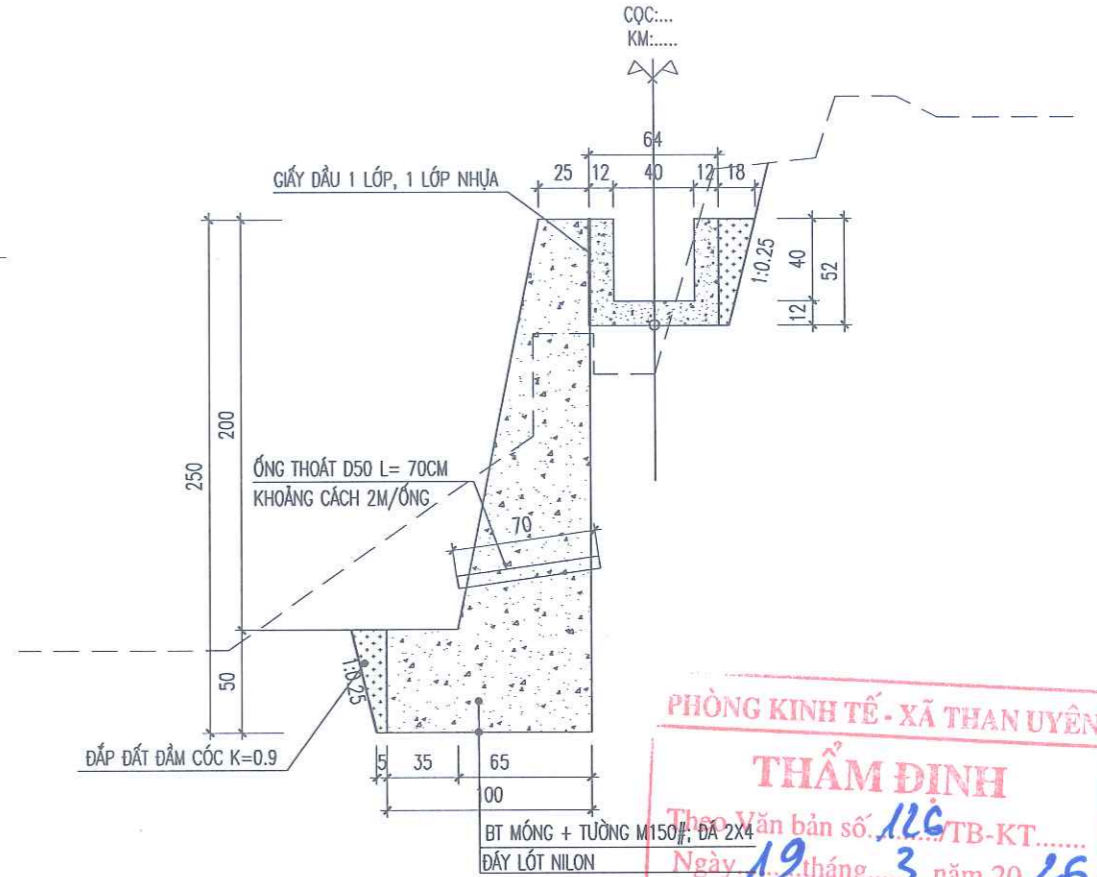 CỌC:...
KM:.....
64
25 12 40 12 18
GIẤY DẦU 1 LỚP, 1 LỚP NHỰA
1:0.25
40
52
12
200
250
ỐNG THOÁT D50 L= 70CM
KHOẢNG CÁCH 2M/ỐNG
70
50
1:0.25
ĐẮP ĐẤT ĐẦM CÓC K=0.9
5 35 65
100
BT MÓNG + TƯỜNG M150#, ĐÁ 2X4
ĐÁY LÓT NILON
PHÒNG KINH TẾ - XÃ THAN UYÊN
THẨM ĐỊNH
Theo Văn bản số 126/TB-KT.......
Ngày 19 tháng 3 năm 20 26